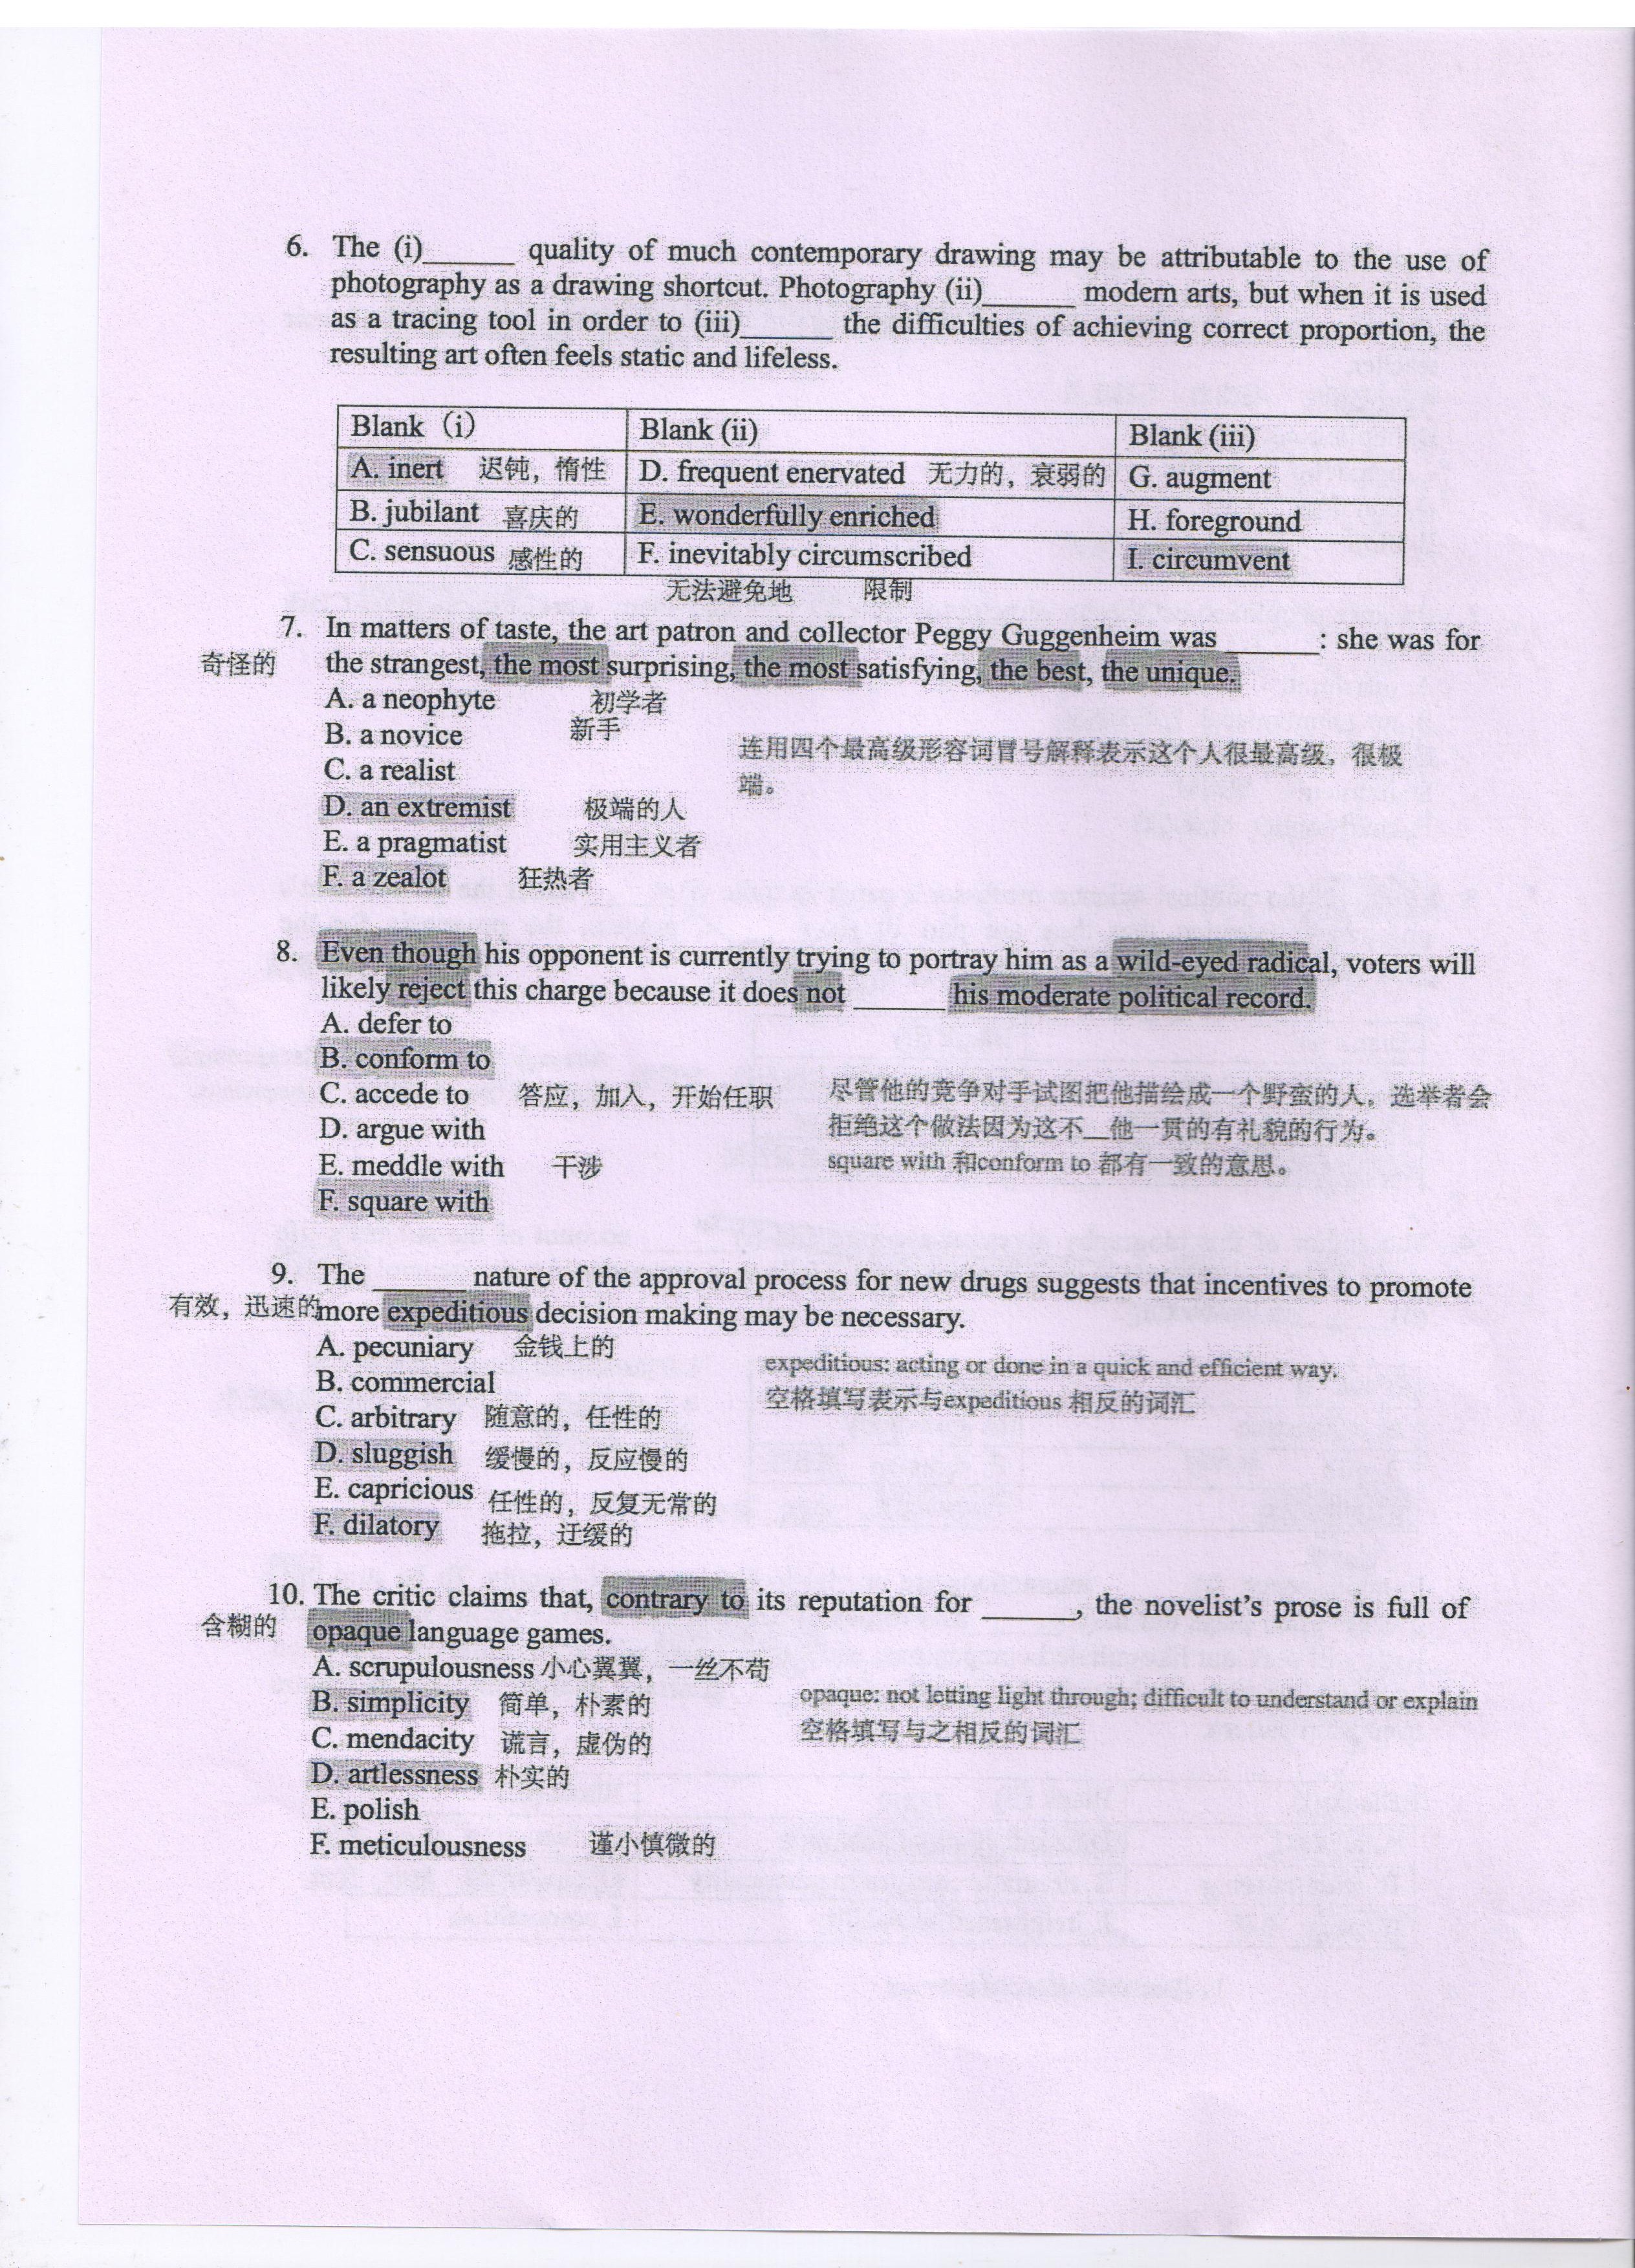 6. The (i)______ quality of much contemporary drawing may be attributable to the use of
photography as a drawing shortcut. Photography (ii)______ modern arts, but when it is used
as a tracing tool in order to (iii)______ the difficulties of achieving correct proportion, the
resulting art often feels static and lifeless.
Blank (i) Blank (ii) Blank (iii)
A. inert 迟钝，惰性 D. frequent enervated 无力的，衰弱的 G. augment
B. jubilant 喜庆的 E. wonderfully enriched H. foreground
C. sensuous 感性的 F. inevitably circumscribed I. circumvent
无法避免地 限制
7. In matters of taste, the art patron and collector Peggy Guggenheim was ______: she was for
奇怪的 the strangest, the most surprising, the most satisfying, the best, the unique.
A. a neophyte 初学者
B. a novice 新手
连用四个最高级形容词冒号解释表示这个人很最高级，很极
端。
C. a realist
D. an extremist 极端的人
E. a pragmatist 实用主义者
F. a zealot 狂热者
8. Even though his opponent is currently trying to portray him as a wild-eyed radical, voters will
likely reject this charge because it does not ______ his moderate political record.
A. defer to
B. conform to
C. accede to 答应，加入，开始任职
D. argue with
E. meddle with 干涉
F. square with
尽管他的竞争对手试图把他描绘成一个野蛮的人，选举者会
拒绝这个做法因为这不__他一贯的有礼貌的行为。
square with 和conform to 都有一致的意思。
9. The ______ nature of the approval process for new drugs suggests that incentives to promote
有效，迅速的 more expeditious decision making may be necessary.
A. pecuniary 金钱上的
B. commercial
C. arbitrary 随意的，任性的
D. sluggish 缓慢的，反应慢的
E. capricious 任性的，反复无常的
F. dilatory 拖拉，迂缓的
expeditious: acting or done in a quick and efficient way.
空格填写表示与expeditious 相反的词汇
10. The critic claims that, contrary to its reputation for ______, the novelist's prose is full of
含糊的 opaque language games.
A. scrupulousness 小心翼翼，一丝不苟
B. simplicity 简单，朴素的
C. mendacity 谎言，虚伪的
D. artlessness 朴实的
E. polish
F. meticulousness 谨小慎微的
opaque: not letting light through; difficult to understand or explain
空格填写与之相反的词汇